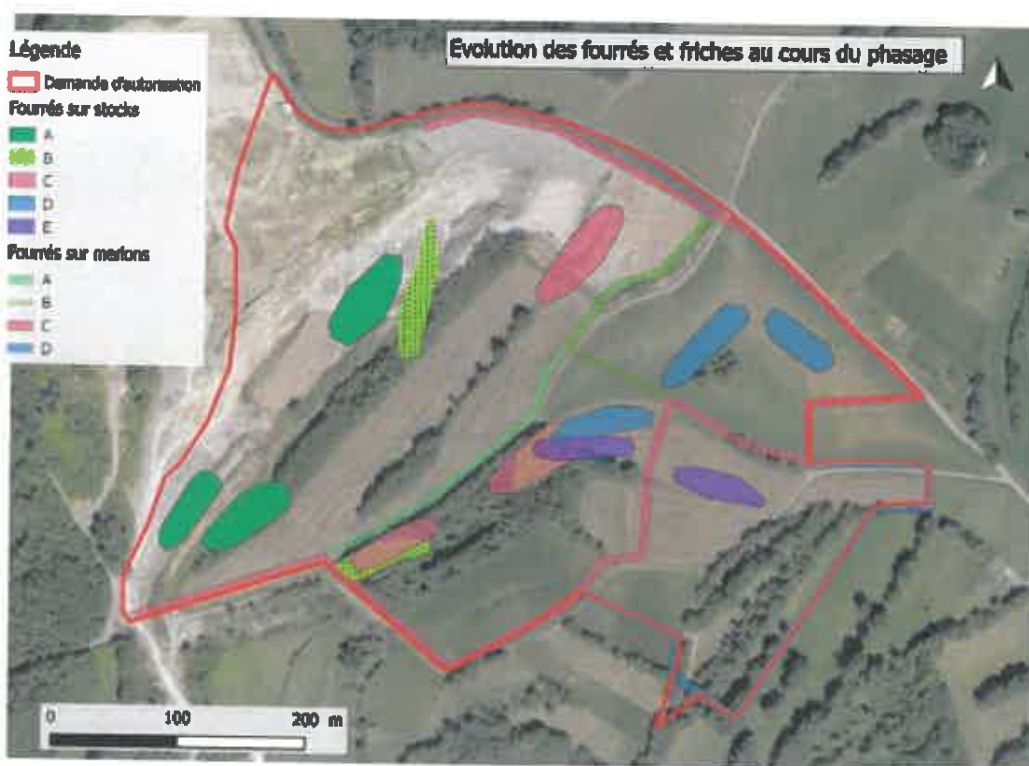 Evolution des fourrés et friches au cours du phasage
Légende
Demande d'autorisation
Fourrés sur stocks
A
B
C
D
E
Fourrés sur merlons
A
B
C
D
0 100 200 m